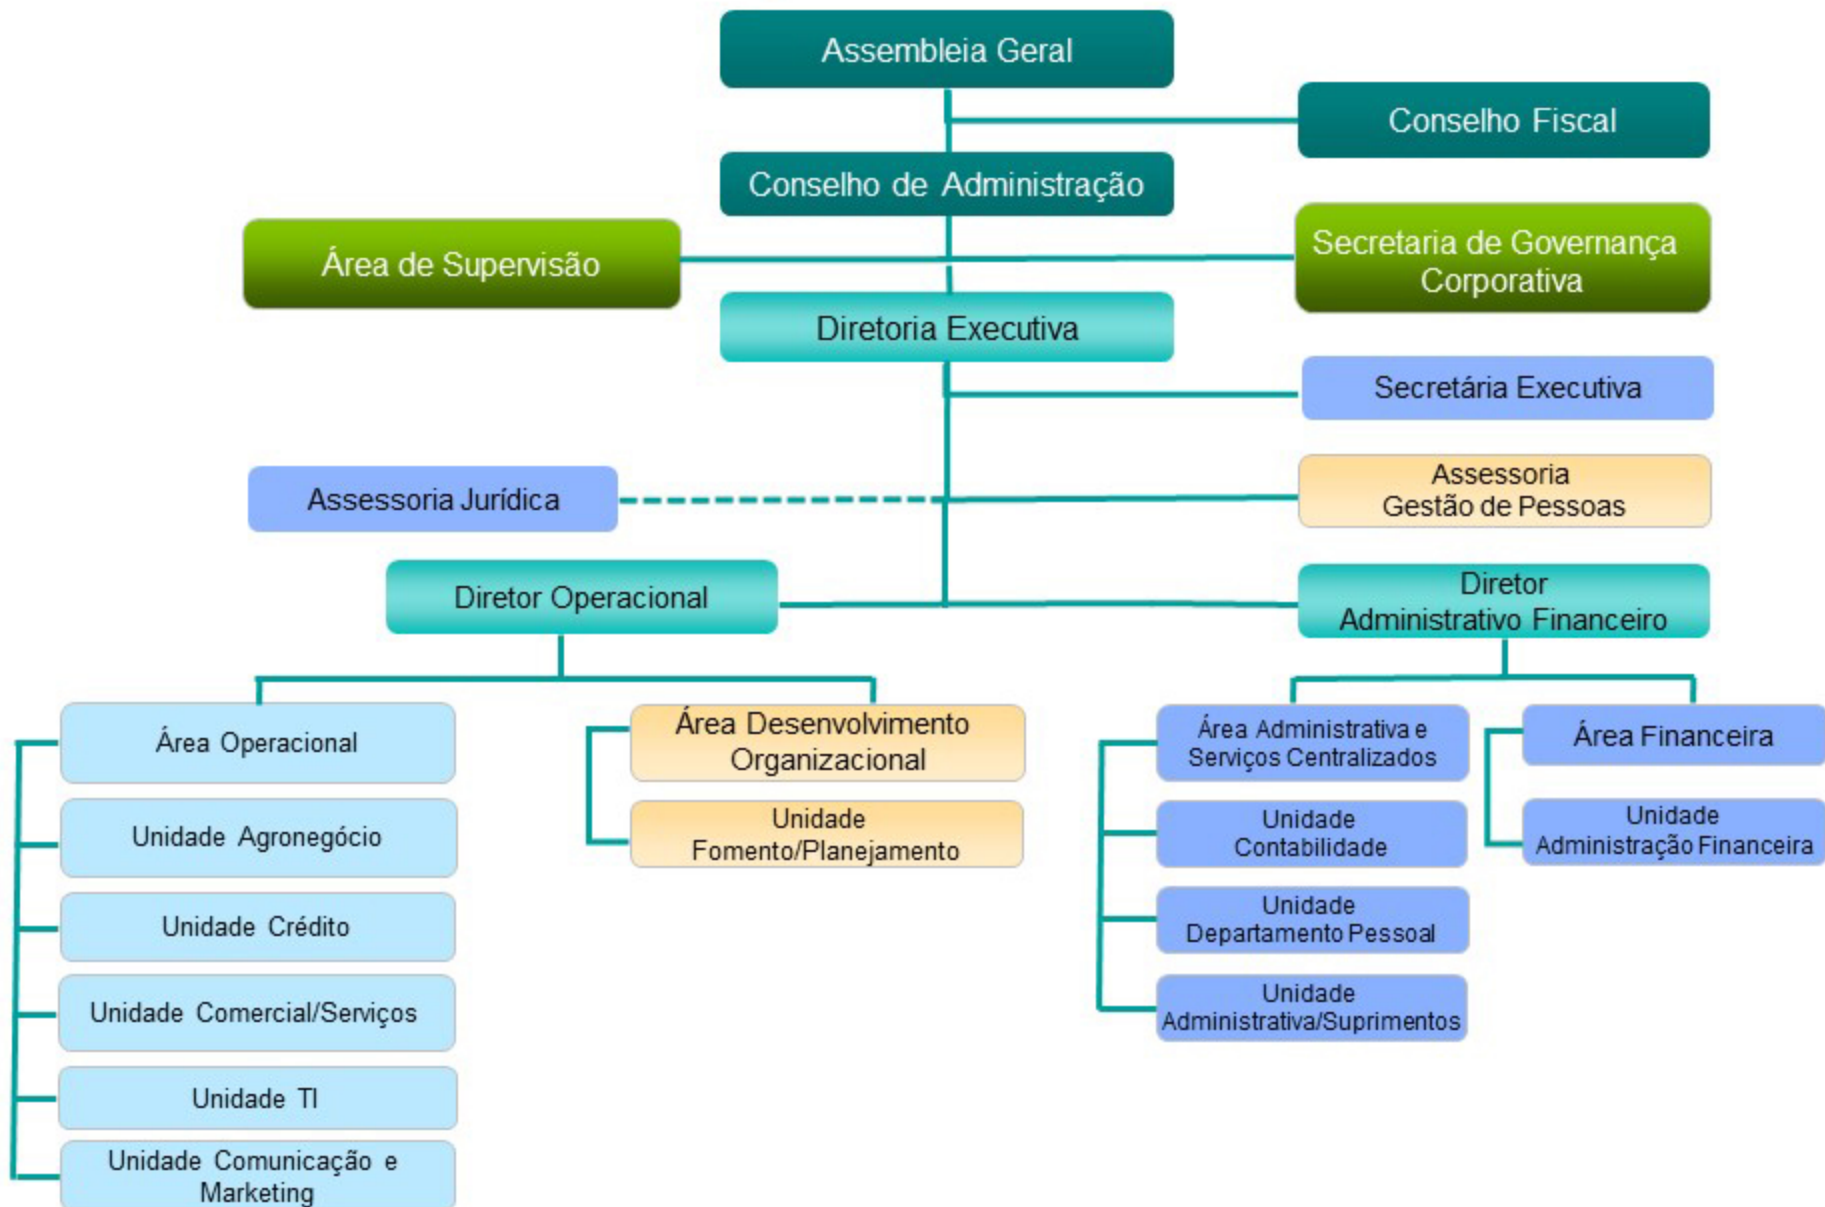 Assembleia Geral
Conselho Fiscal
Conselho de Administração
Área de Supervisão
Secretaria de Governança
Corporativa
Diretoria Executiva
Secretária Executiva
Assessoria Jurídica
Assessoria
Gestão de Pessoas
Diretor Operacional
Diretor
Administrativo Financeiro
Área Operacional
Unidade Agronegócio
Unidade Crédito
Unidade Comercial/Serviços
Unidade TI
Unidade Comunicação e
Marketing
Área Desenvolvimento
Organizacional
Unidade
Fomento/Planejamento
Área Administrativa e
Serviços Centralizados
Unidade
Contabilidade
Unidade
Departamento Pessoal
Unidade
Administrativa/Suprimentos
Área Financeira
Unidade
Administração Financeira